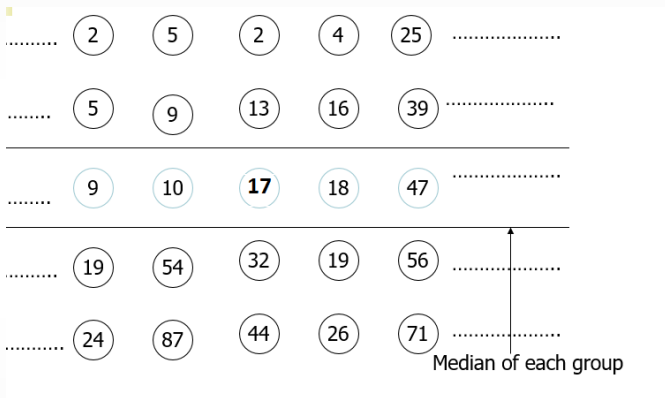 .......... 2 5 2 4 25 ....................
........ 5 9 13 16 39 ....................
........ 9 10 17 18 47 ....................
.......... 19 54 32 19 56 ....................
........... 24 87 44 26 71 ....................
Median of each group